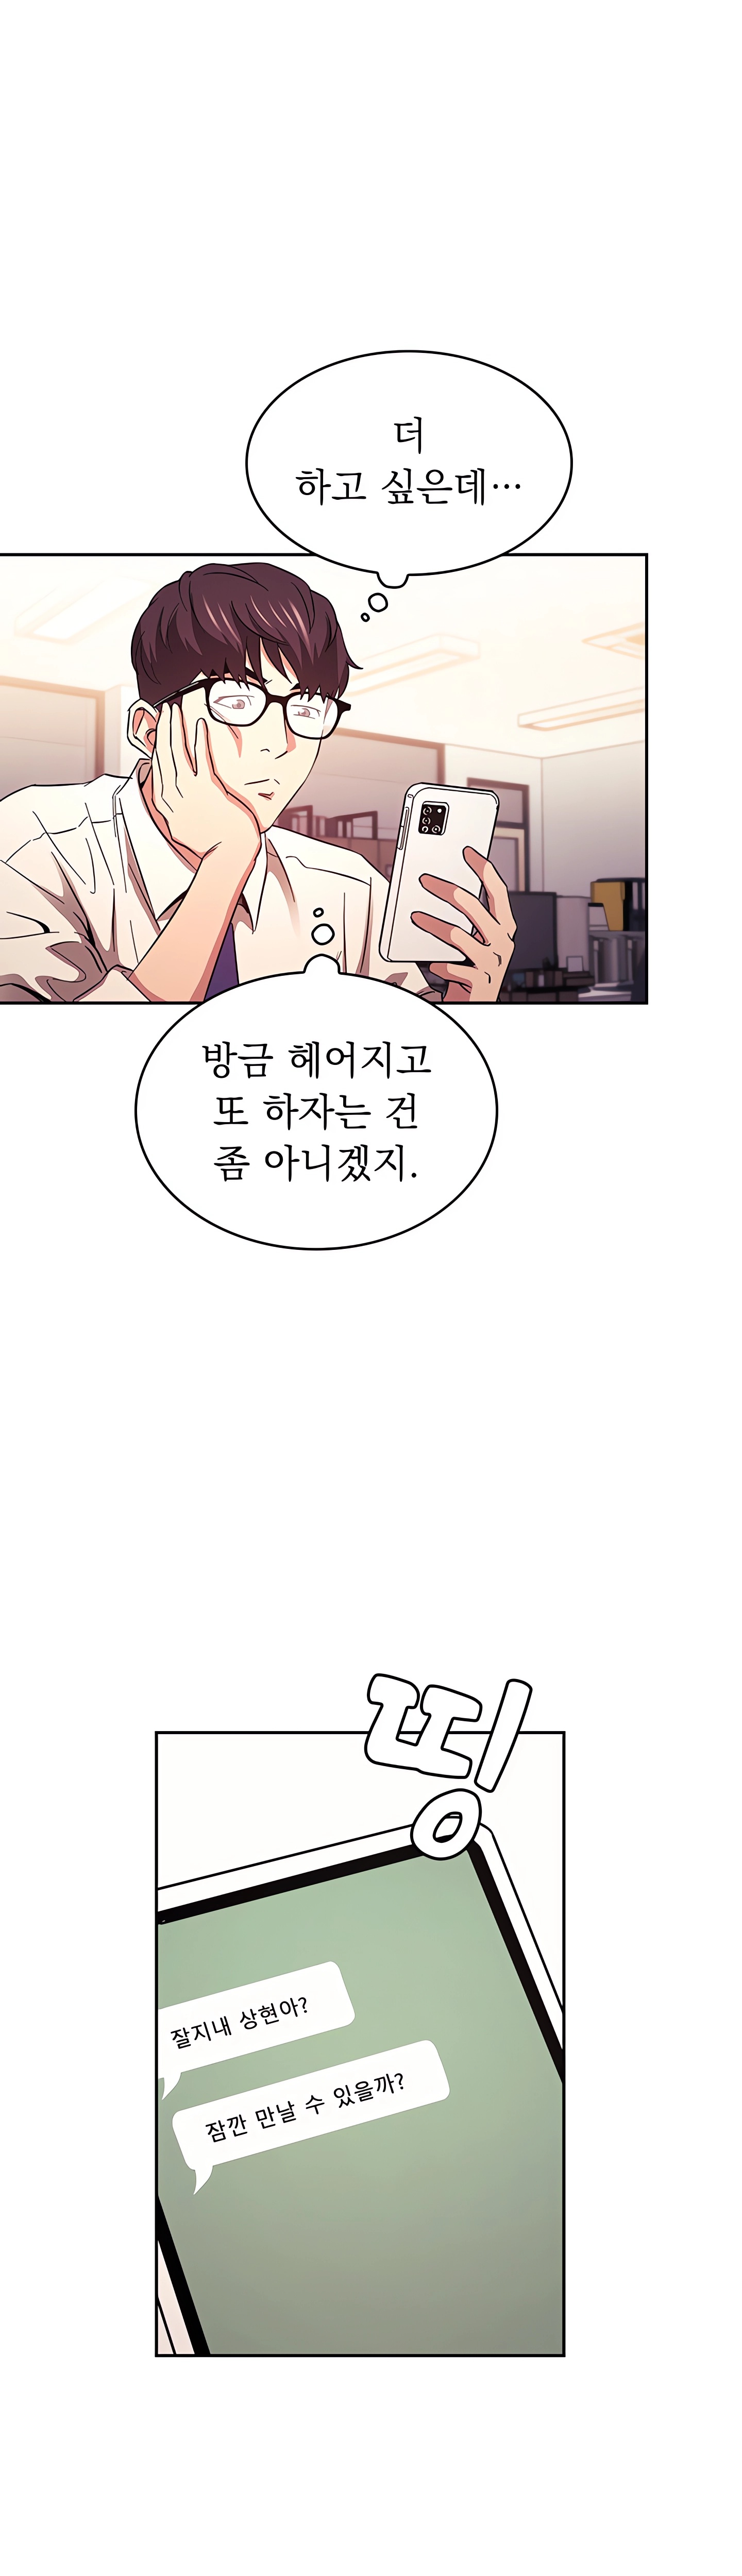 더
하고 싶은데…
방금 헤어지고
또 하자는 건
좀 아니겠지.
띵
잘지내 상현아?
잠깐 만날 수 있을까?